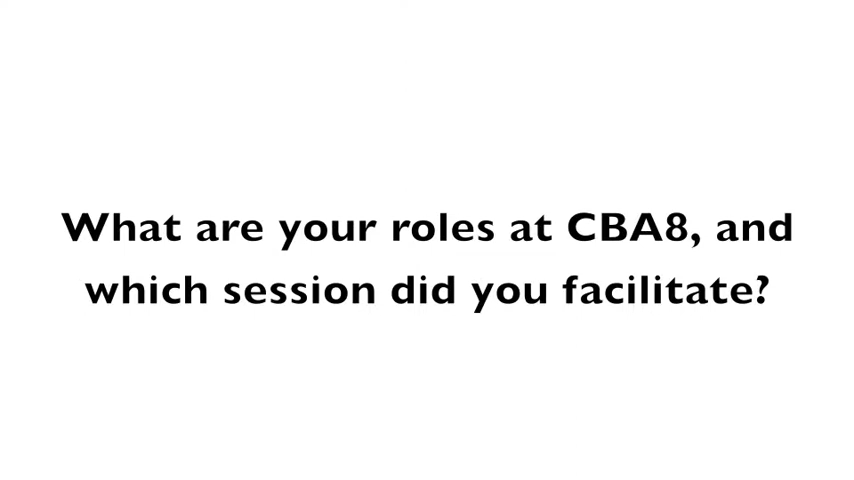 What are your roles at CBA8, and
which session did you facilitate?